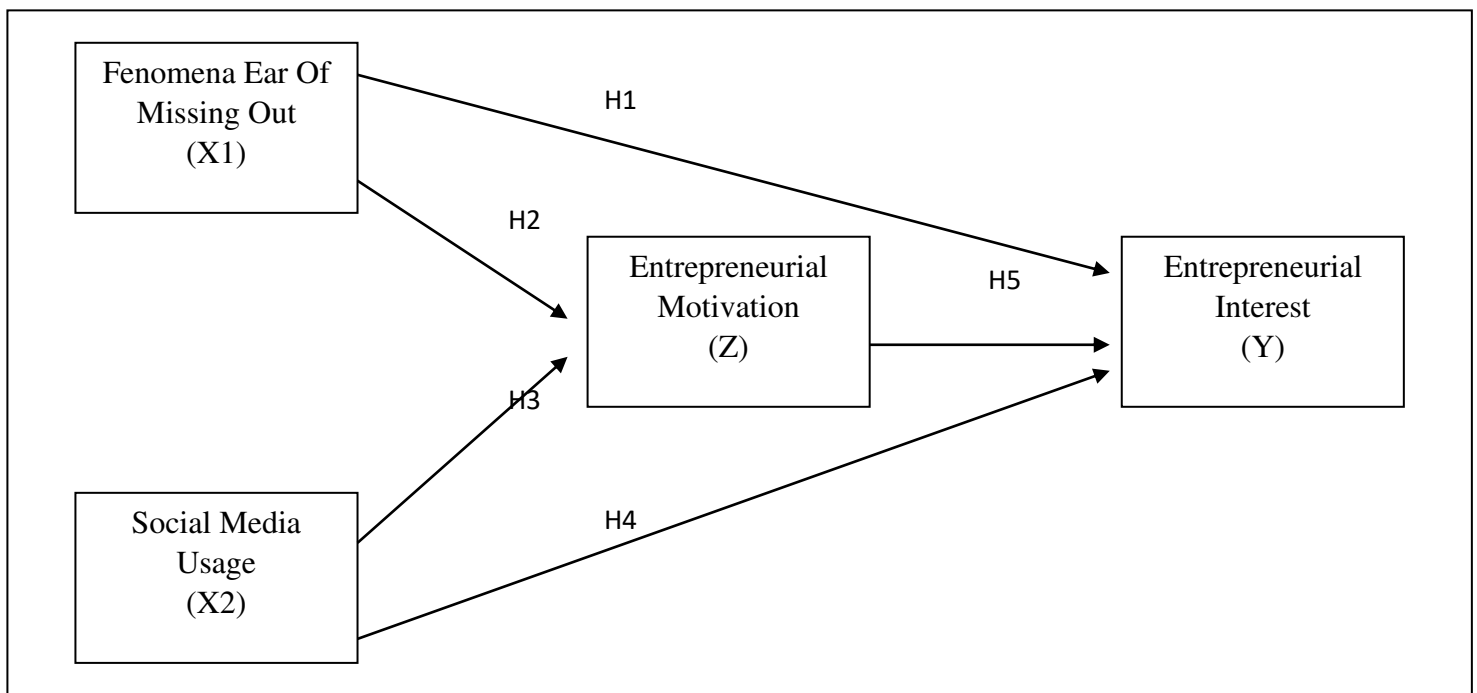 Fenomena Ear Of
Missing Out
(X1)
H1
H2
Entrepreneurial
Motivation
(Z)
H5
Entrepreneurial
Interest
(Y)
H3
Social Media
Usage
(X2)
H4